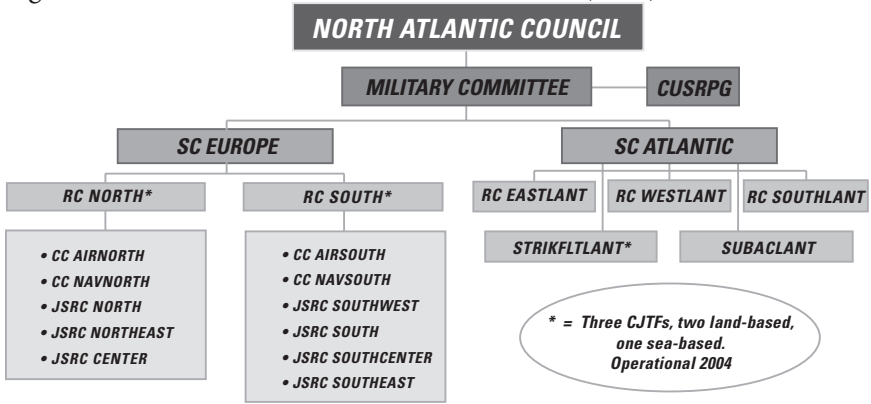 NORTH ATLANTIC COUNCIL
MILITARY COMMITTEE
CUSRPG
SC EUROPE
SC ATLANTIC
RC NORTH*
RC SOUTH*
RC EASTLANT
RC WESTLANT
RC SOUTHLANT
STRIKFLTLANT*
SUBACLANT
• CC AIRNORTH
• CC NAVNORTH
• JSRC NORTH
• JSRC NORTHEAST
• JSRC CENTER
• CC AIRSOUTH
• CC NAVSOUTH
• JSRC SOUTHWEST
• JSRC SOUTH
• JSRC SOUTHCENTER
• JSRC SOUTHEAST
* = Three CJTFs, two land-based,
one sea-based.
Operational 2004